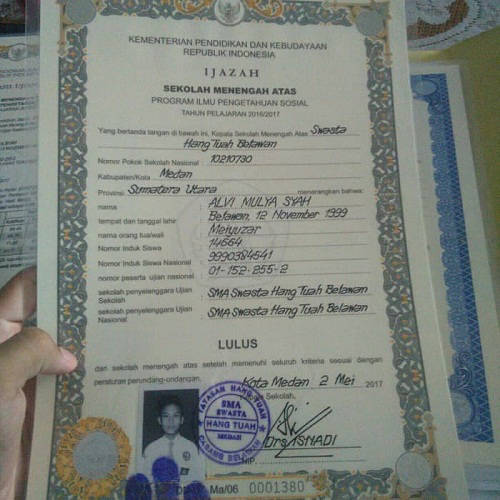 KEMENTERIAN PENDIDIKAN DAN KEBUDAYAAN
REPUBLIK INDONESIA
IJAZAH
SEKOLAH MENENGAH ATAS
PROGRAM ILMU PENGETAHUAN SOSIAL
TAHUN PELAJARAN 2016/2017
Yang bertanda tangan di bawah ini, Kepala Sekolah Menengah Atas Swasta
Hang Tuah Belawan
Nomor Pokok Sekolah Nasional : 10210730
Kabupaten/Kota : Medan
Provinsi Sumatera Utara menerangkan bahwa:
nama : ALVI MULYA SYAH
tempat dan tanggal lahir : Belawan, 12 November 1999
nama orang tua/wali : Meiyuzar
Nomor Induk Siswa : 14664
Nomor Induk Siswa Nasional : 9990384541
nomor peserta ujian nasional : 01-152-255-2
sekolah penyelenggara Ujian : SMA Swasta Hang Tuah Belawan
Sekolah
sekolah penyelenggara Ujian : SMA Swasta Hang Tuah Belawan
Nasional
LULUS
dari sekolah menengah atas setelah memenuhi seluruh kriteria sesuai dengan
peraturan perundang-undangan.
Kota Medan 2 Mei 2017
Sekolah,
YAYASAN HANG TUAH
SMA
SWASTA
HANG TUAH
MEDAN
CABANG BELAWAN
Drs. ISNADI
NIP
Ma/06 0001380